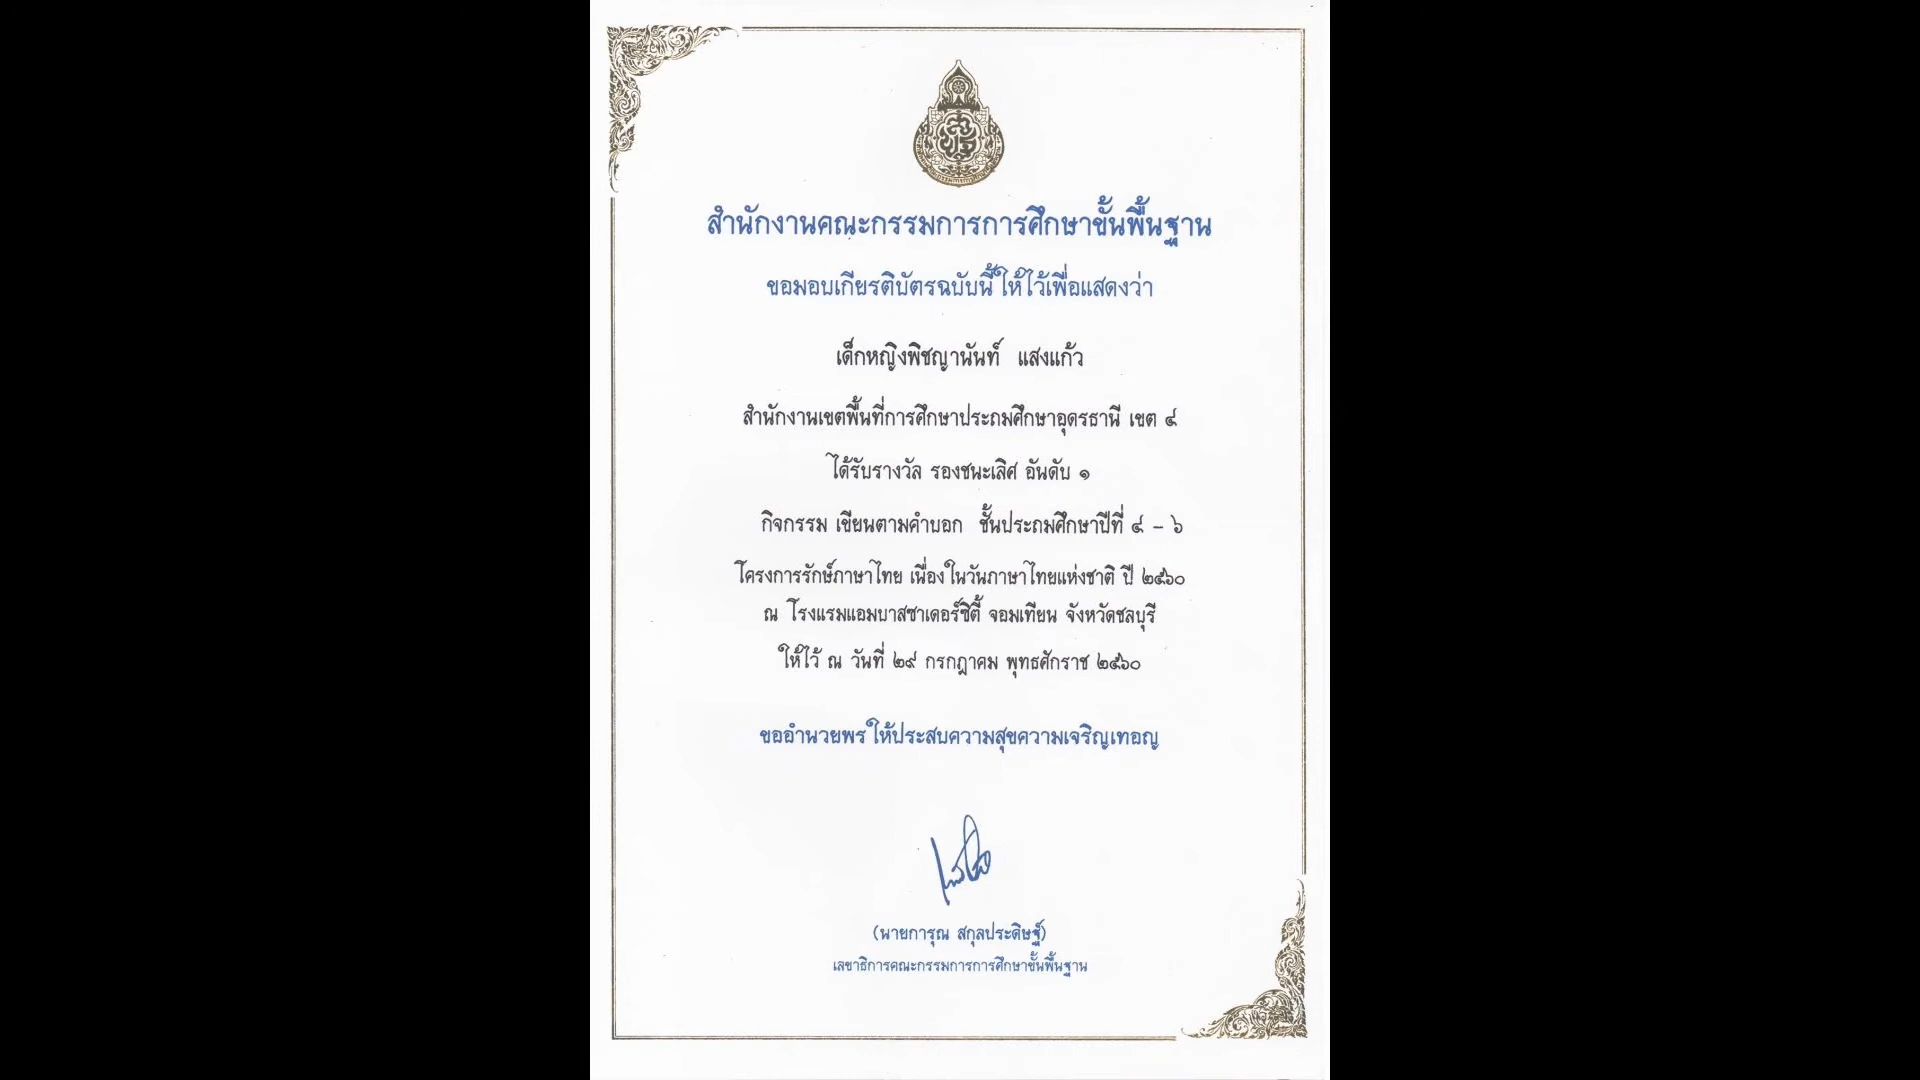 สำนักงานคณะกรรมการการศึกษาขั้นพื้นฐาน
ขอมอบเกียรติบัตรฉบับนี้ให้ไว้เพื่อแสดงว่า
เด็กหญิงพิชญานันท์ แสงแก้ว
สำนักงานเขตพื้นที่การศึกษาประถมศึกษาอุดรธานี เขต ๔
ได้รับรางวัล รองชนะเลิศ อันดับ ๑
กิจกรรม เขียนตามคำบอก ชั้นประถมศึกษาปีที่ ๔ - ๖
โครงการรักษ์ภาษาไทย เนื่องในวันภาษาไทยแห่งชาติ ปี ๒๕๖๐
ณ โรงแรมแอมบาสซาเดอร์ซิตี้ จอมเทียน จังหวัดชลบุรี
ให้ไว้ ณ วันที่ ๒๙ กรกฎาคม พุทธศักราช ๒๕๖๐
ขออำนวยพรให้ประสบความสุขความเจริญเทอญ
(นายการุณ สกุลประดิษฐ์)
เลขาธิการคณะกรรมการการศึกษาขั้นพื้นฐาน